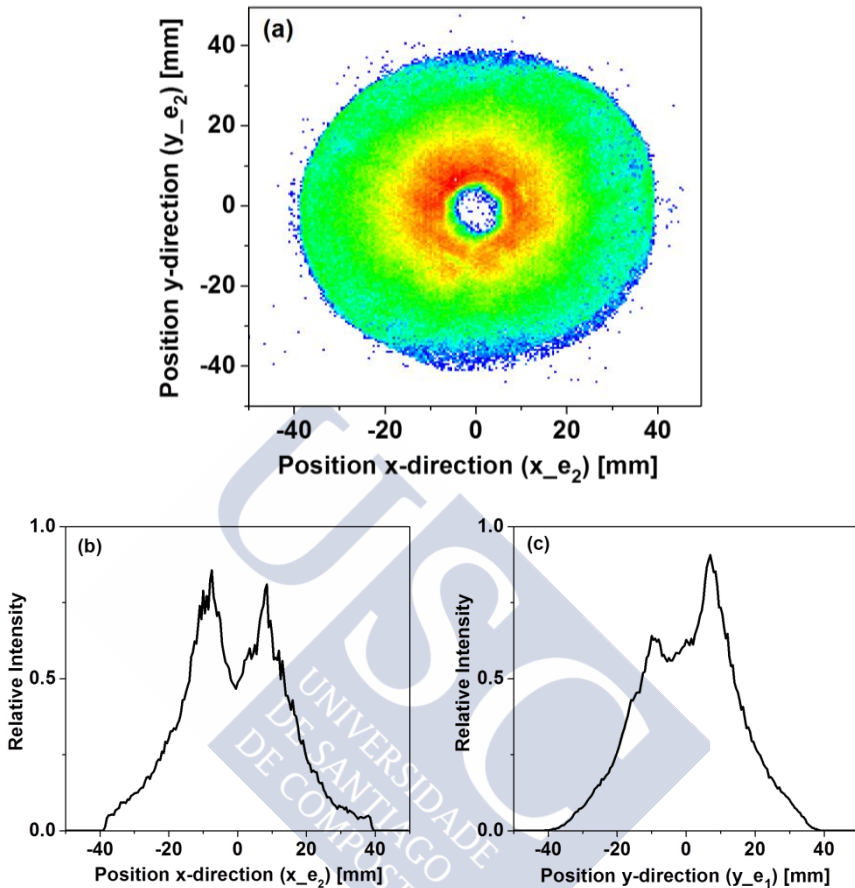 (a)
Position y-direction (y_e₂) [mm]
40
20
0
-20
-40
-40 -20 0 20 40
Position x-direction (x_e₂) [mm]
(b)
Relative Intensity
1.0
0.5
0.0
-40 -20 0 20 40
Position x-direction (x_e₂) [mm]
(c)
Relative Intensity
1.0
0.5
0.0
-40 -20 0 20 40
Position y-direction (y_e₁) [mm]
USC
UNIVERSIDADE
DE SANTIAGO
DE COMPOST